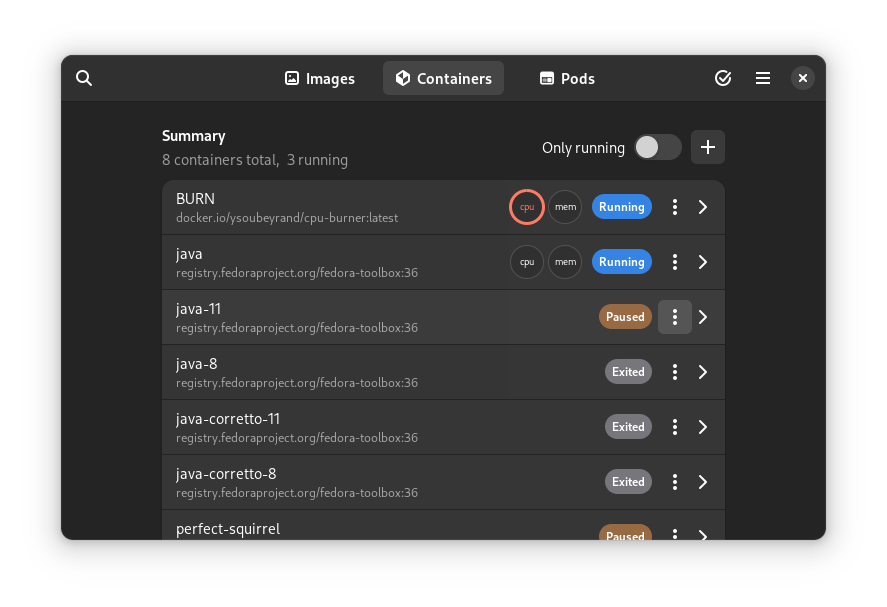 Images Containers Pods
Summary
8 containers total, 3 running
Only running
BURN
docker.io/ysoubeyrand/cpu-burner:latest
cpu mem Running
java
registry.fedoraproject.org/fedora-toolbox:36
cpu mem Running
java-11
registry.fedoraproject.org/fedora-toolbox:36
Paused
java-8
registry.fedoraproject.org/fedora-toolbox:36
Exited
java-corretto-11
registry.fedoraproject.org/fedora-toolbox:36
Exited
java-corretto-8
registry.fedoraproject.org/fedora-toolbox:36
Exited
perfect-squirrel
Paused